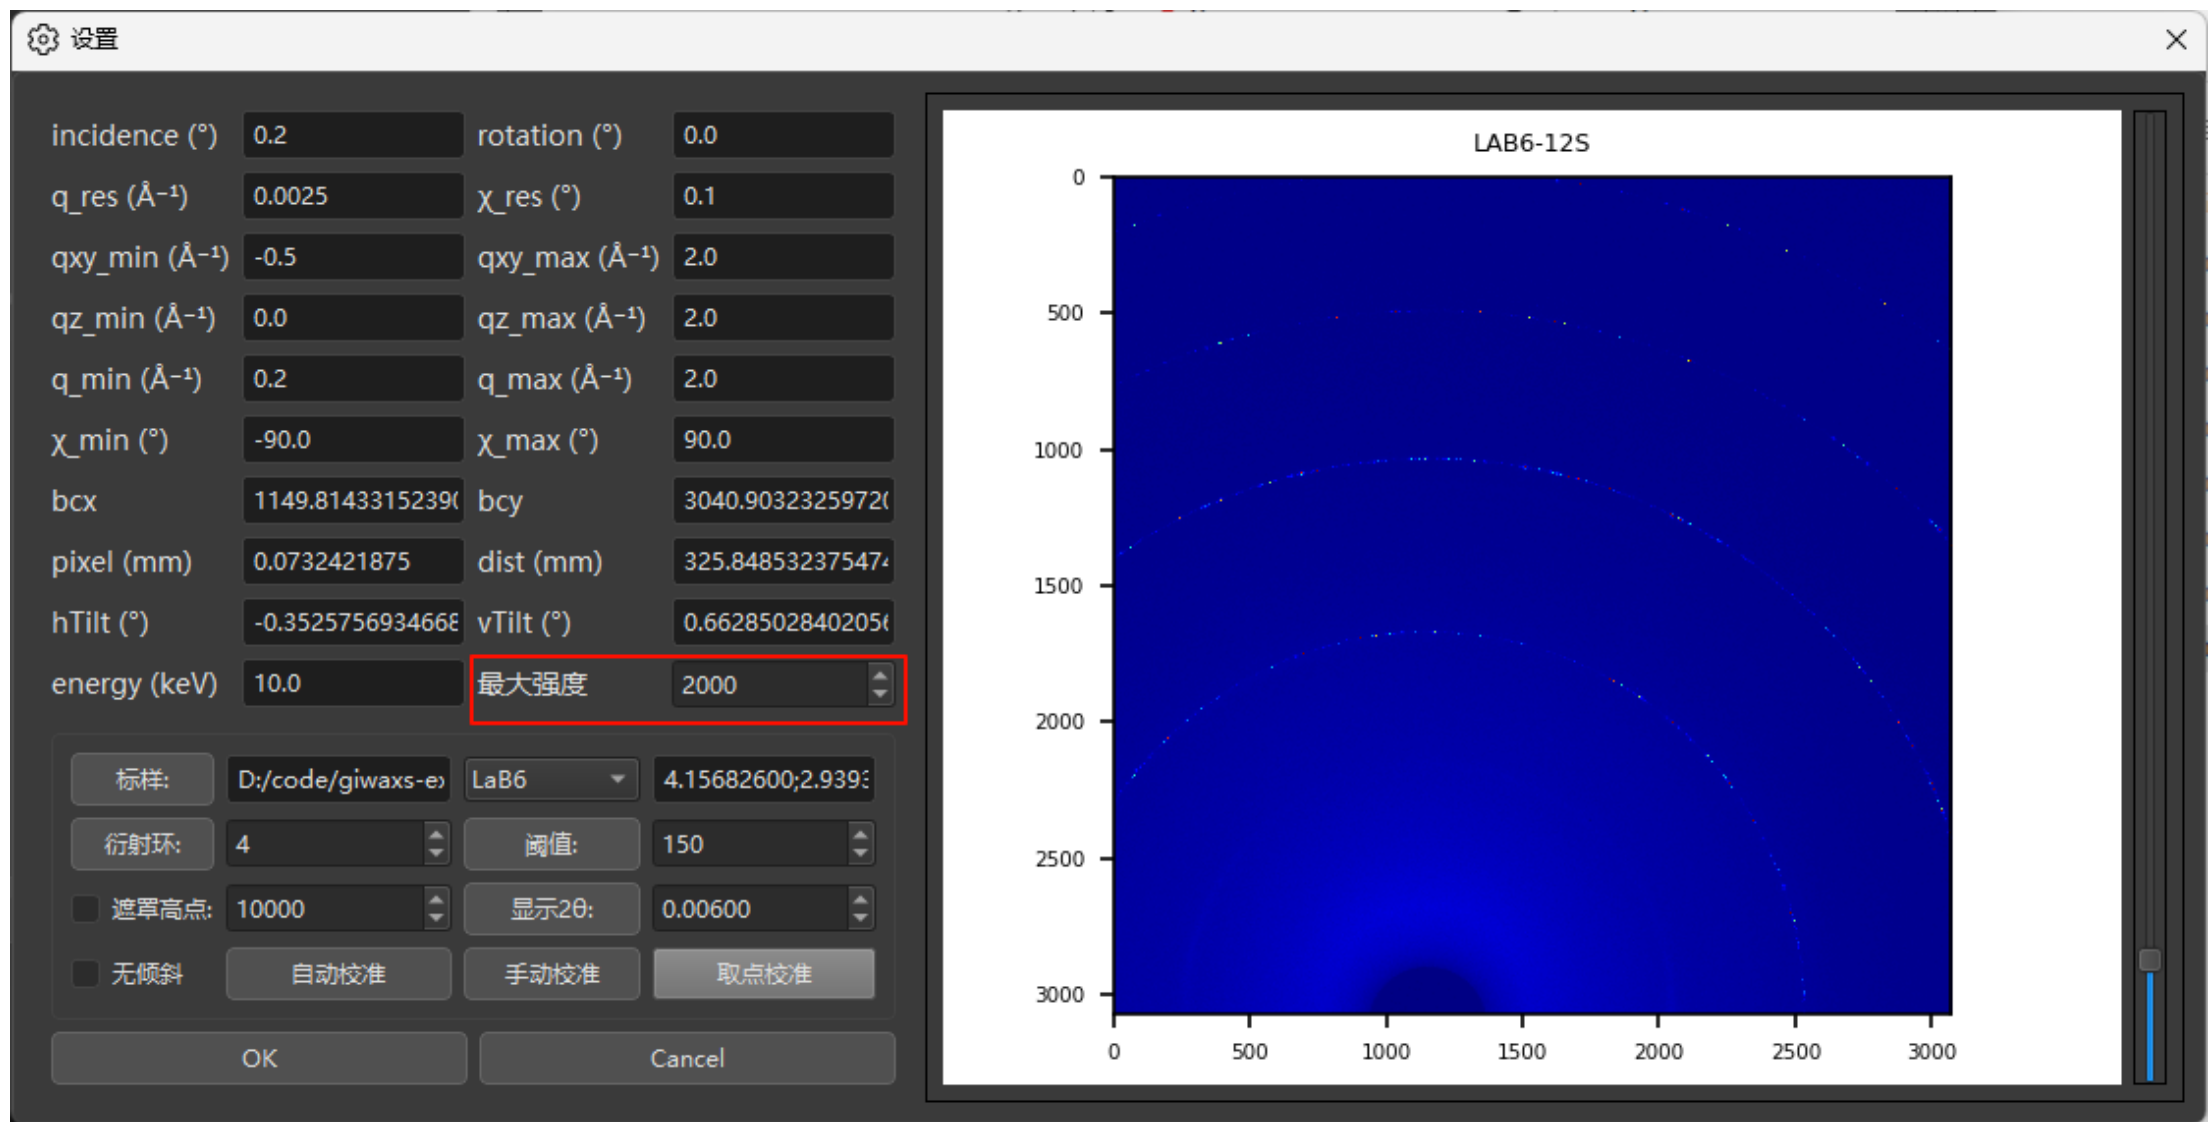 设置
incidence (°) 0.2 rotation (°) 0.0
q_res (Å⁻¹) 0.0025 χ_res (°) 0.1
qxy_min (Å⁻¹) -0.5 qxy_max (Å⁻¹) 2.0
qz_min (Å⁻¹) 0.0 qz_max (Å⁻¹) 2.0
q_min (Å⁻¹) 0.2 q_max (Å⁻¹) 2.0
χ_min (°) -90.0 χ_max (°) 90.0
bcx 1149.81433152390 bcy 3040.90323259720
pixel (mm) 0.0732421875 dist (mm) 325.848532375474
hTilt (°) -0.3525756934668 vTilt (°) 0.6628502840205
energy (keV) 10.0 最大强度 2000
标样: D:/code/giwaxs-e LaB6 4.15682600;2.9393
衍射环: 4 阈值: 150
遮罩高点: 10000 显示2θ: 0.00600
无倾斜 自动校准 手动校准 取点校准
OK Cancel
LAB6-12S
0
500
1000
1500
2000
2500
3000
0 500 1000 1500 2000 2500 3000